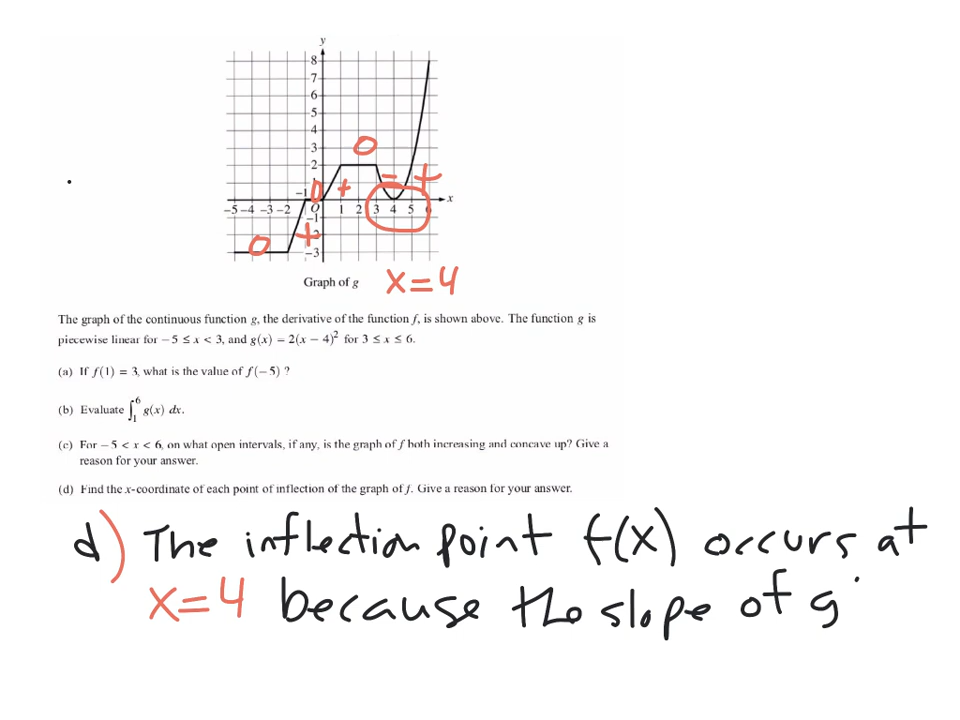 y
8
7
6
5
4
3
2
1
-1
-5 -4 -3 -2 O 1 2 3 4 5 6 x
-1
-2
-3
0
+
0
+
0
-
+
Graph of g
x=4
The graph of the continuous function g, the derivative of the function f, is shown above. The function g is
piecewise linear for −5 ≤ x < 3, and g(x) = 2(x − 4)² for 3 ≤ x ≤ 6.
(a) If f(1) = 3, what is the value of f(−5) ?
(b) Evaluate ∫₁⁶ g(x) dx.
(c) For −5 < x < 6, on what open intervals, if any, is the graph of f both increasing and concave up? Give a
reason for your answer.
(d) Find the x-coordinate of each point of inflection of the graph of f. Give a reason for your answer.
d) The inflection point f(x) occurs at
x=4 because the slope of g